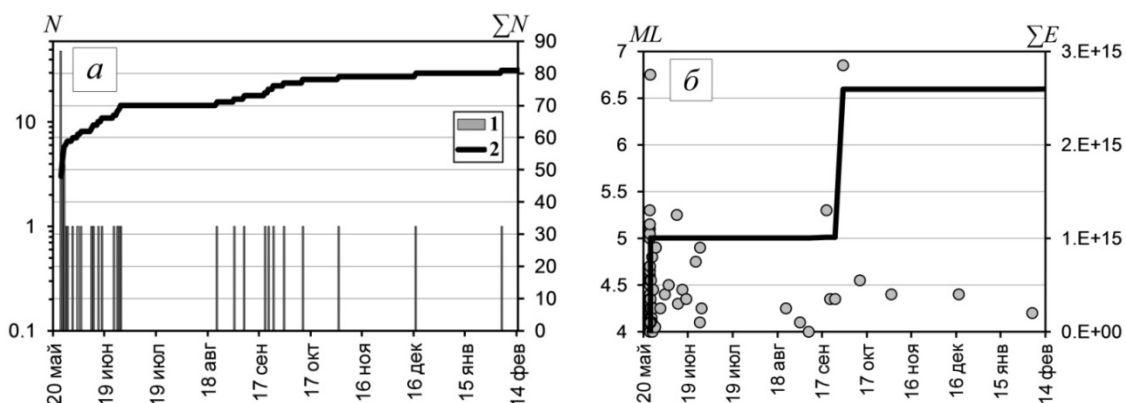 N
ΣN
а
90
80
70
60
50
40
30
20
10
0
10
1
0.1
1
2
20 май
19 июн
19 июл
18 авг
17 сен
17 окт
16 ноя
16 дек
15 янв
14 фев
ML
ΣE
б
7
6.5
6
5.5
5
4.5
4
3.E+15
2.E+15
1.E+15
0.E+00
20 май
19 июн
19 июл
18 авг
17 сен
17 окт
16 ноя
16 дек
15 янв
14 фев